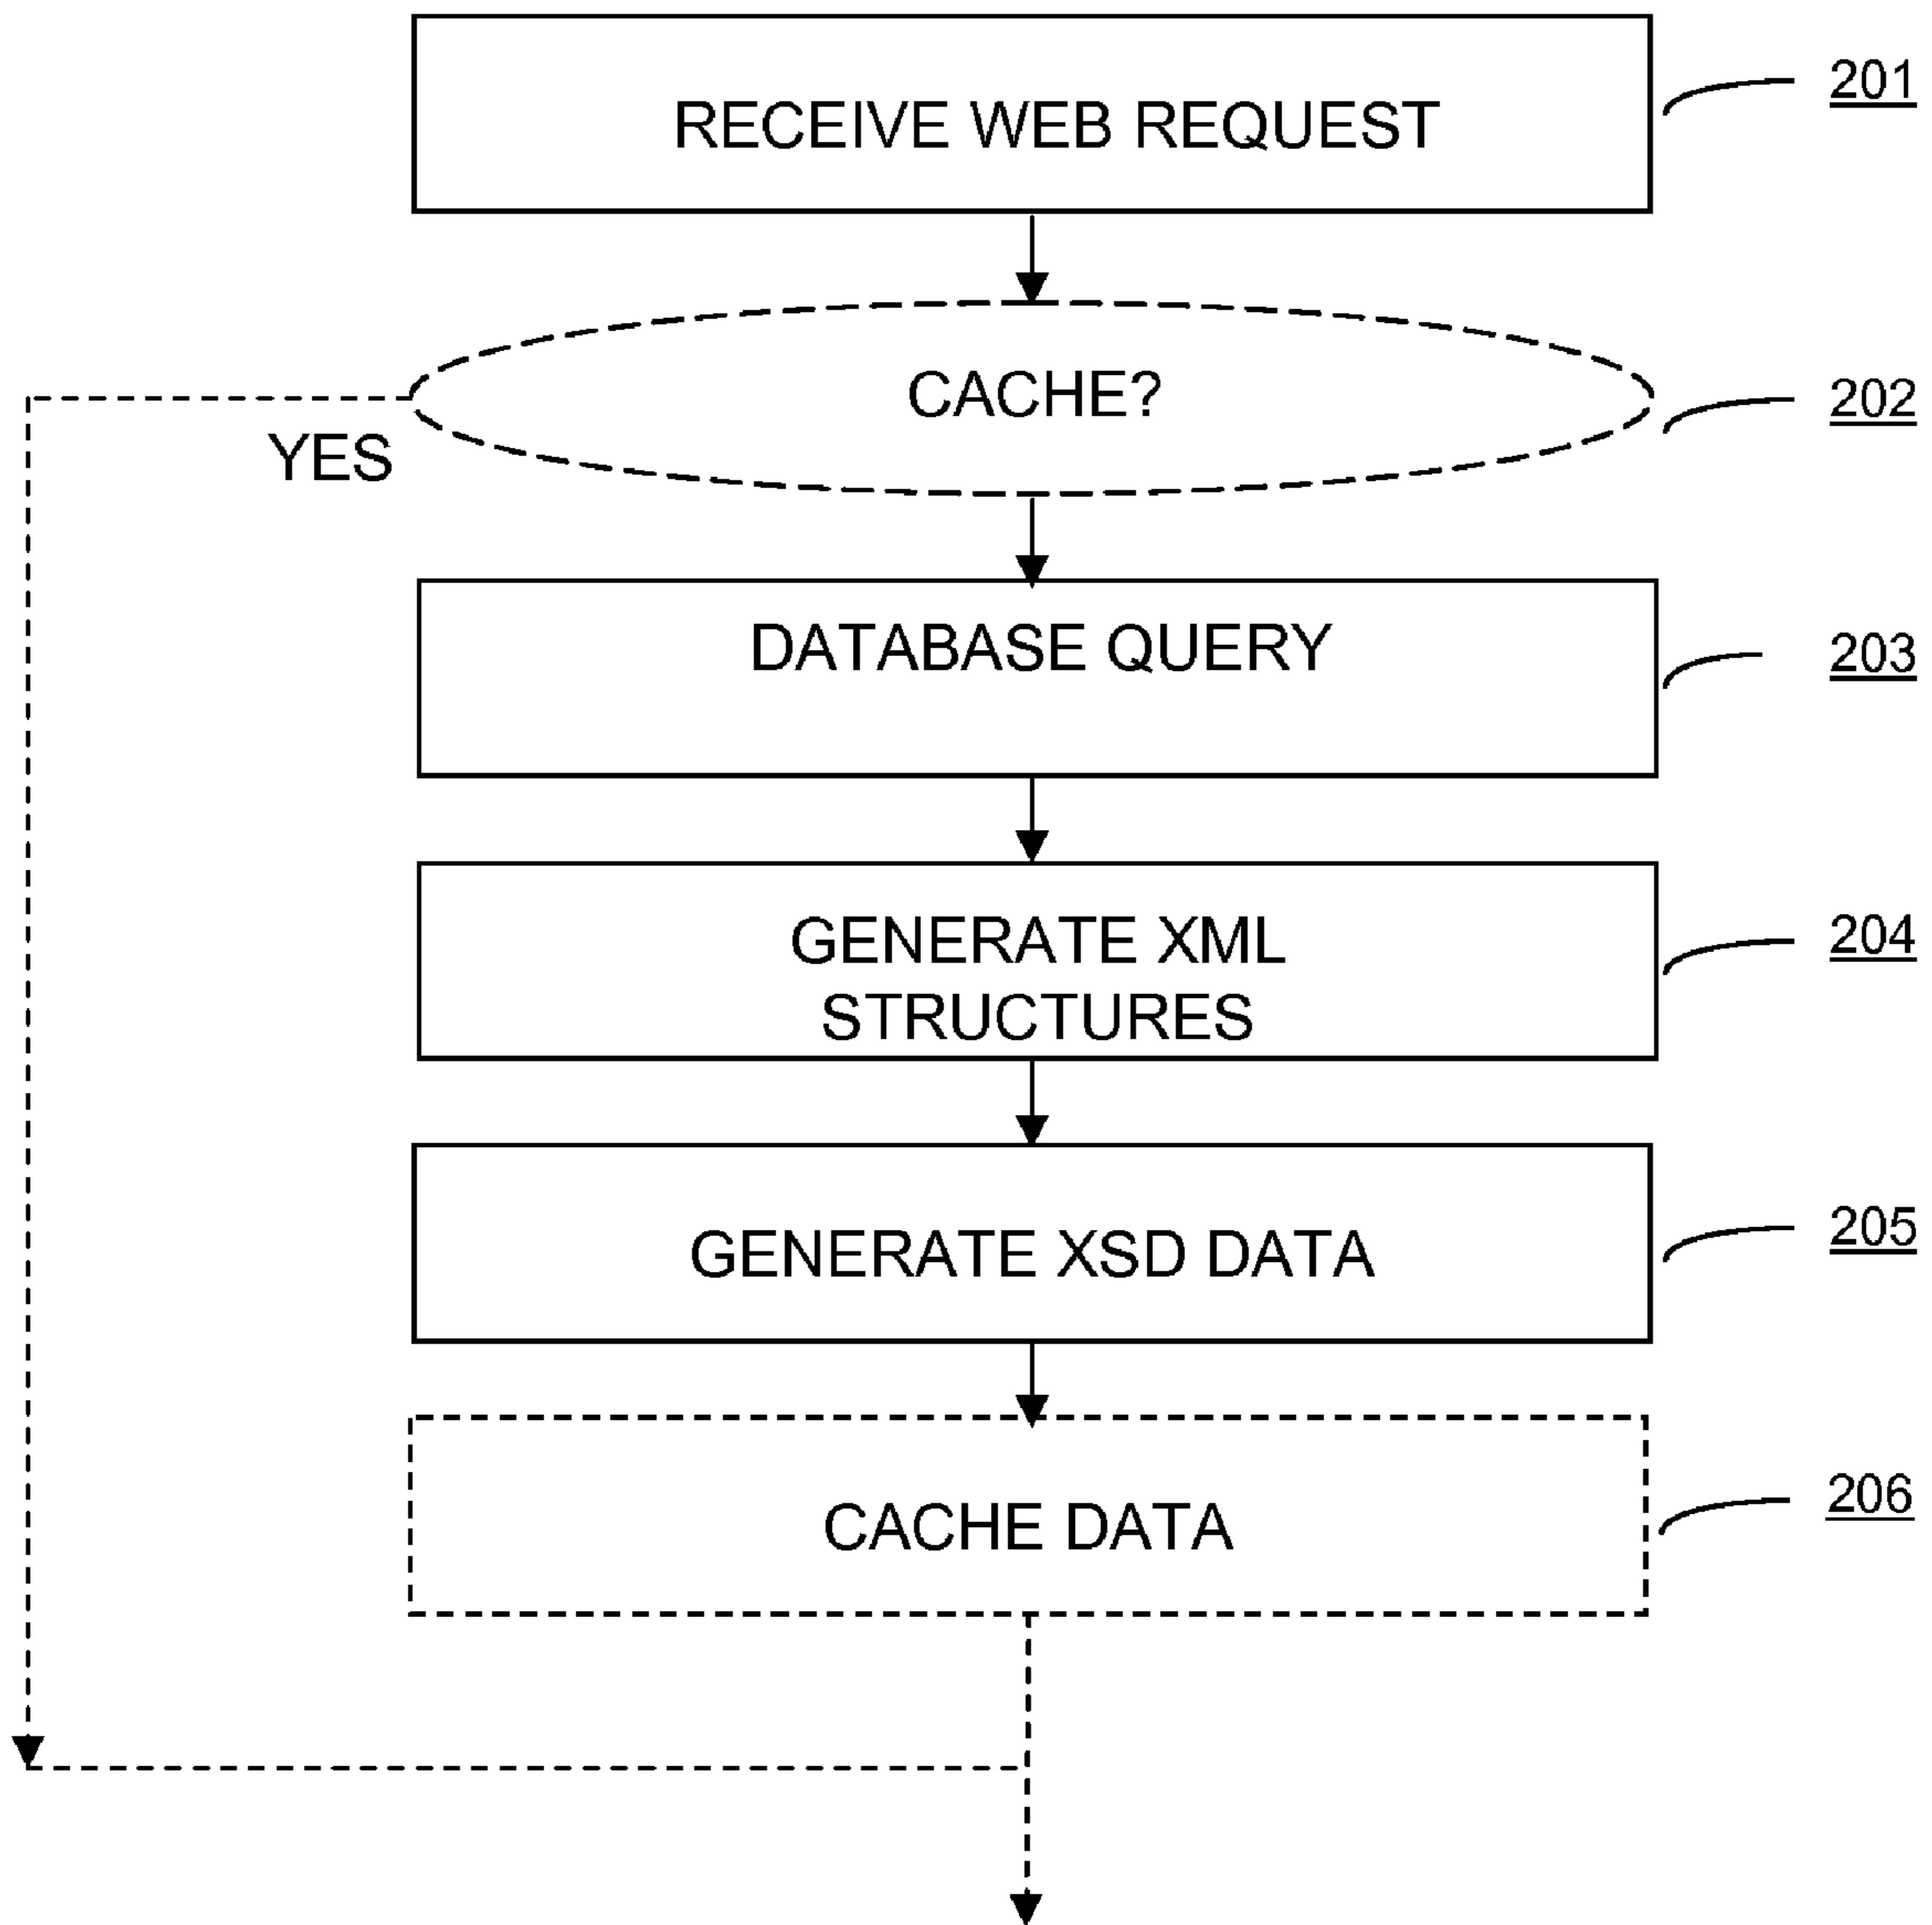 RECEIVE WEB REQUEST
201
CACHE?
202
YES
DATABASE QUERY
203
GENERATE XML
STRUCTURES
204
GENERATE XSD DATA
205
CACHE DATA
206